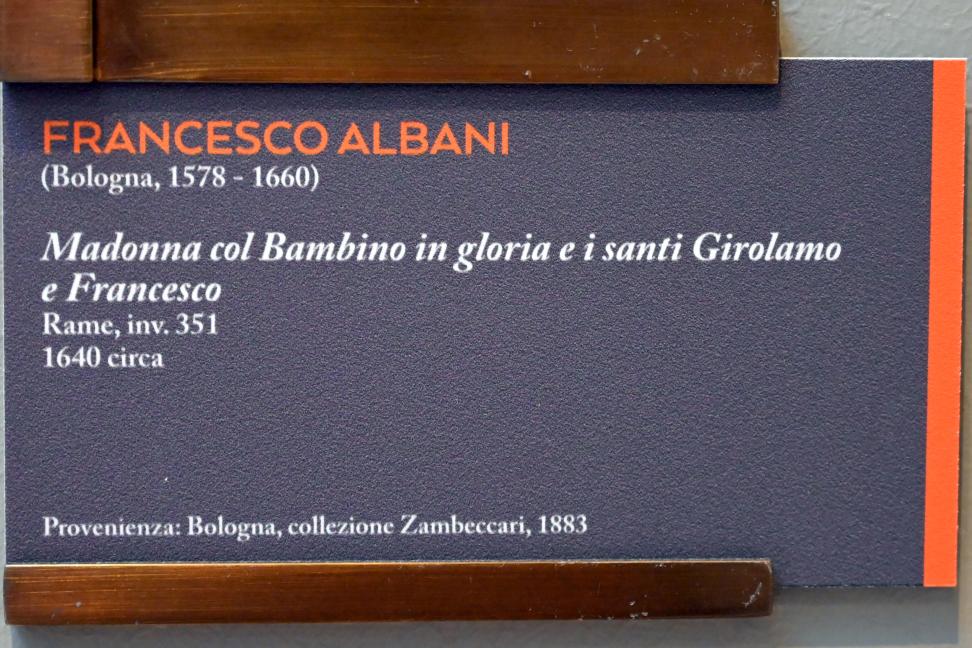 FRANCESCO ALBANI
(Bologna, 1578 - 1660)
Madonna col Bambino in gloria e i santi Girolamo
e Francesco
Rame, inv. 351
1640 circa
Provenienza: Bologna, collezione Zambeccari, 1883